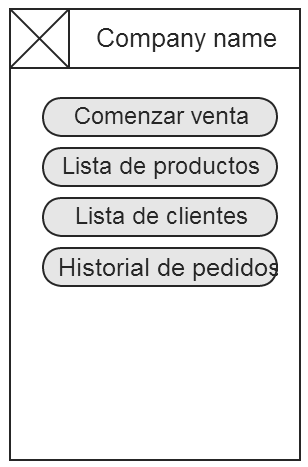 Company name
Comenzar venta
Lista de productos
Lista de clientes
Historial de pedidos